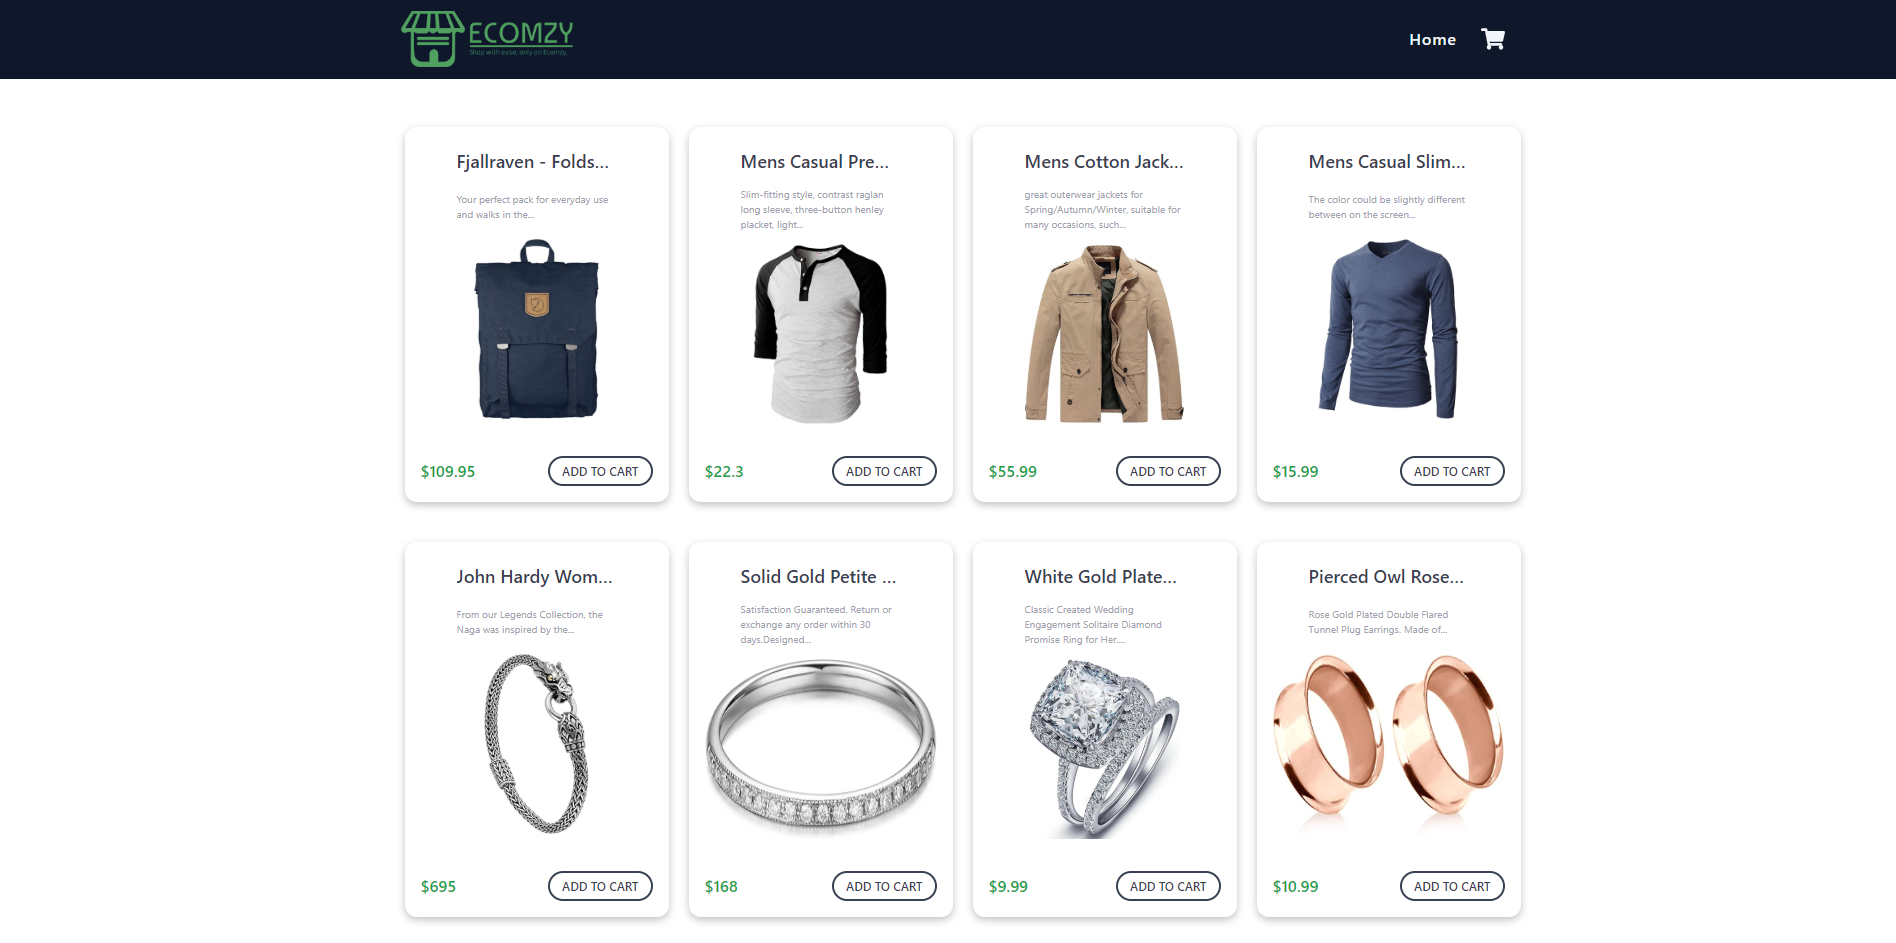 ECOMZY
Shop with ease, only on Ecomzy.
Home
Fjallraven - Folds...
Your perfect pack for everyday use
and walks in the...
$109.95
ADD TO CART
Mens Casual Pre...
Slim-fitting style, contrast raglan
long sleeve, three-button henley
placket, light...
$22.3
ADD TO CART
Mens Cotton Jack...
great outerwear jackets for
Spring/Autumn/Winter, suitable for
many occasions, such...
$55.99
ADD TO CART
Mens Casual Slim...
The color could be slightly different
between on the screen...
$15.99
ADD TO CART
John Hardy Wom...
From our Legends Collection, the
Naga was inspired by the...
$695
ADD TO CART
Solid Gold Petite ...
Satisfaction Guaranteed. Return or
exchange any order within 30
days.Designed...
$168
ADD TO CART
White Gold Plate...
Classic Created Wedding
Engagement Solitaire Diamond
Promise Ring for Her....
$9.99
ADD TO CART
Pierced Owl Rose...
Rose Gold Plated Double Flared
Tunnel Plug Earrings. Made of...
$10.99
ADD TO CART